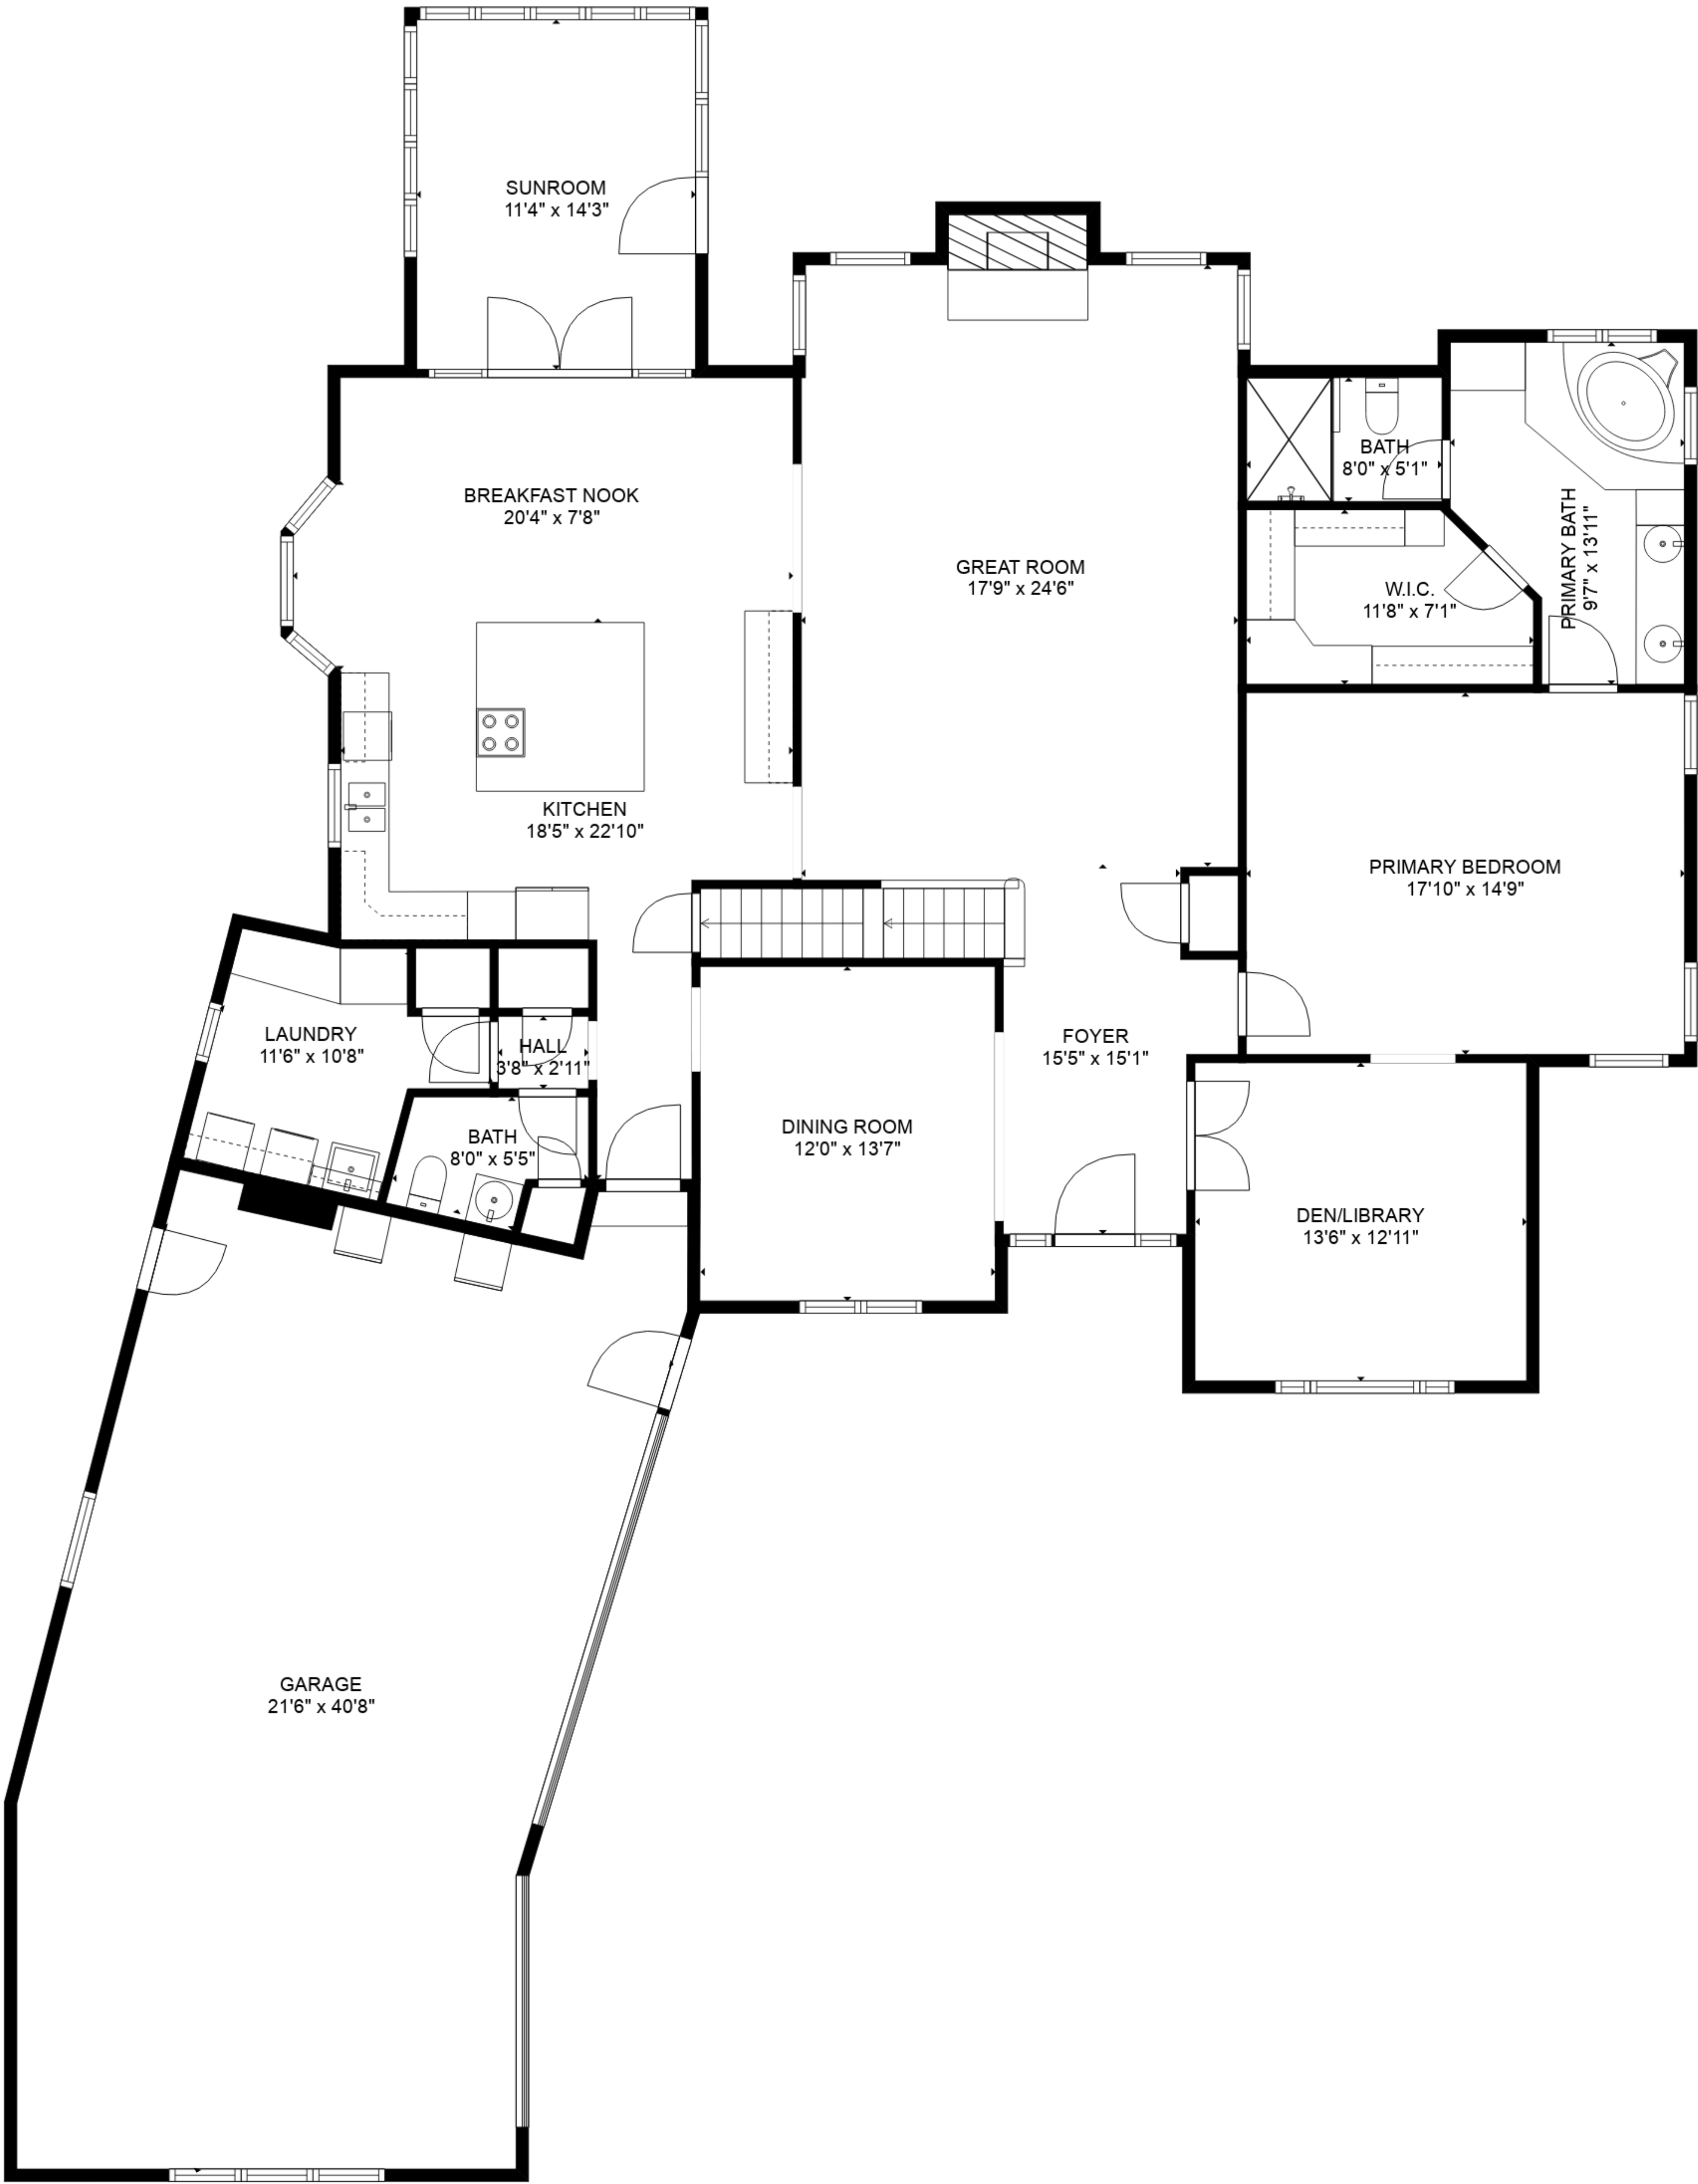 SUNROOM
11'4" x 14'3"
BREAKFAST NOOK
20'4" x 7'8"
GREAT ROOM
17'9" x 24'6"
BATH
8'0" x 5'1"
PRIMARY BATH
9'7" x 13'11"
W.I.C.
11'8" x 7'1"
KITCHEN
18'5" x 22'10"
PRIMARY BEDROOM
17'10" x 14'9"
LAUNDRY
11'6" x 10'8"
HALL
3'8" x 2'11"
FOYER
15'5" x 15'1"
BATH
8'0" x 5'5"
DINING ROOM
12'0" x 13'7"
DEN/LIBRARY
13'6" x 12'11"
GARAGE
21'6" x 40'8"